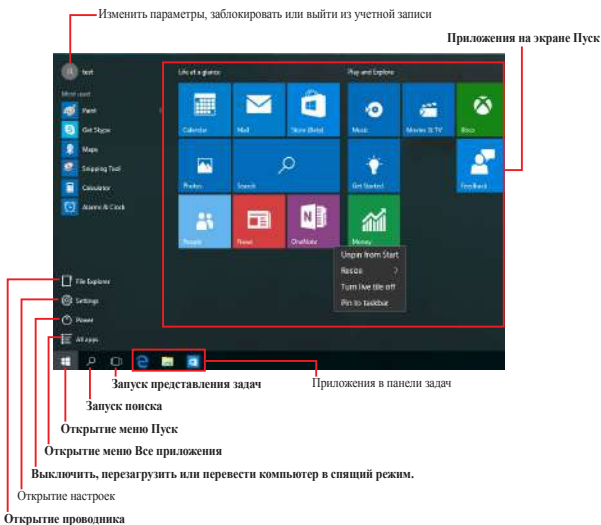 Изменить параметры, заблокировать или выйти из учетной записи
Приложения на экране Пуск
test
Life at a glance
Play and Explore
Most used
Paint
Get Skype
Maps
Snipping Tool
Calculator
Alarms & Clock
Calendar
Mail
Store (Beta)
Music
Movies & TV
Xbox
Photos
Search
Get Started
Feedback
People
News
OneNote
Money
Unpin from Start
Resize
Turn live tile off
Pin to taskbar
File Explorer
Settings
Power
All apps
Запуск представления задач
Приложения в панели задач
Запуск поиска
Открытие меню Пуск
Открытие меню Все приложения
Выключить, перезагрузить или перевести компьютер в спящий режим.
Открытие настроек
Открытие проводника